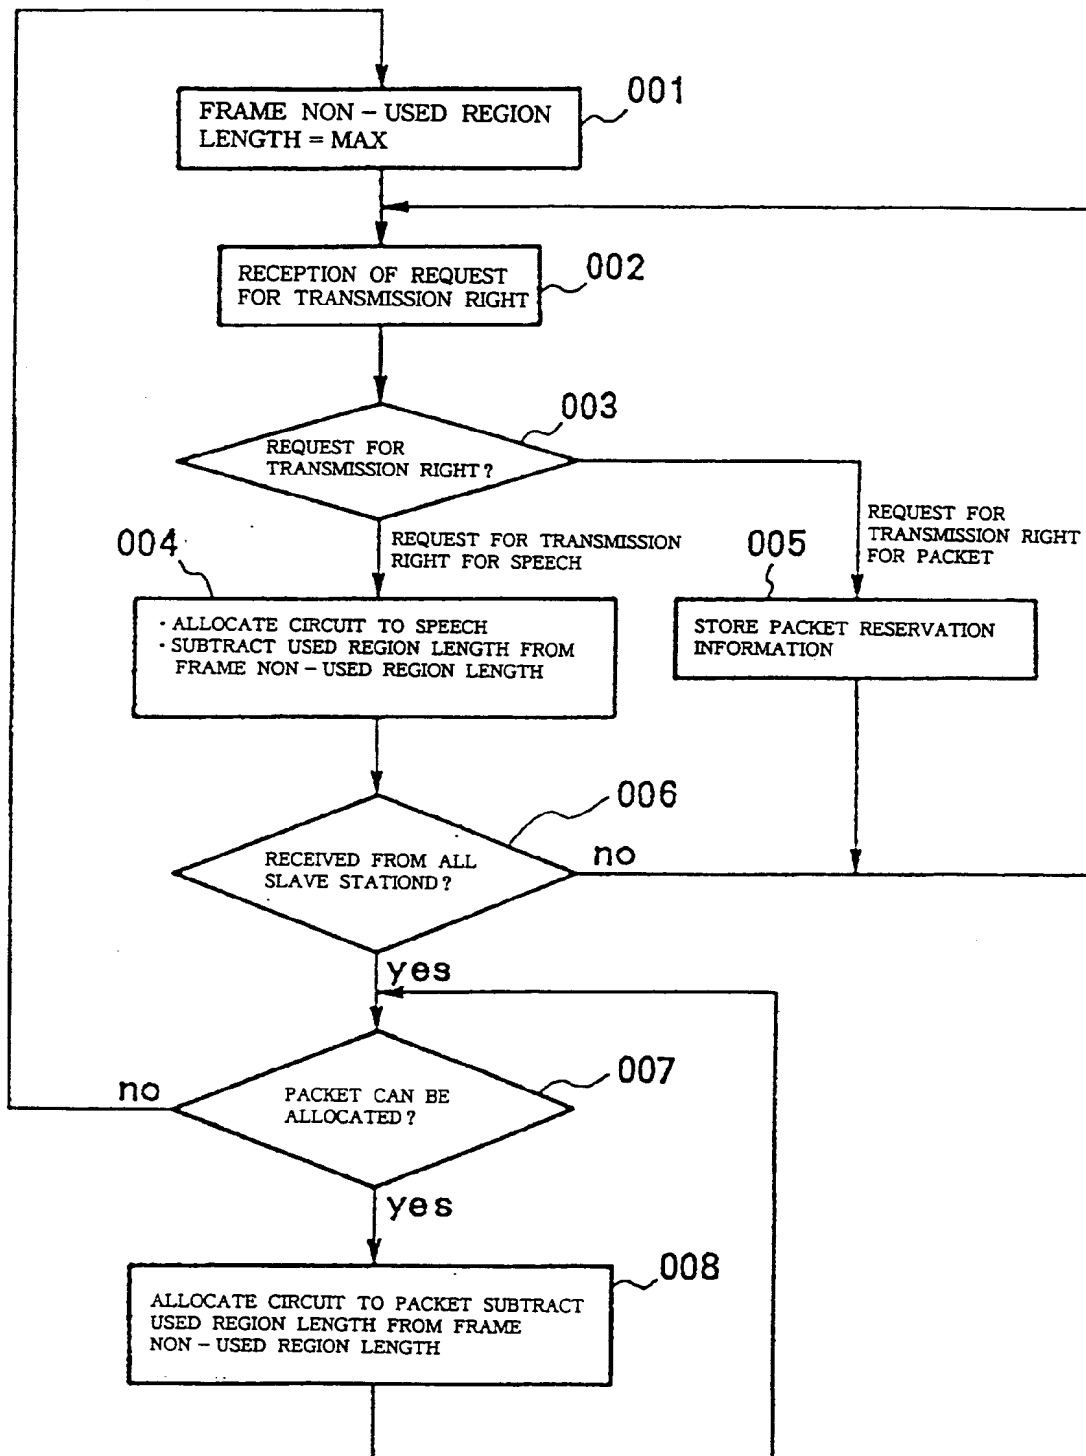 001
FRAME NON-USED REGION
LENGTH = MAX
002
RECEPTION OF REQUEST
FOR TRANSMISSION RIGHT
003
REQUEST FOR
TRANSMISSION RIGHT?
004
REQUEST FOR TRANSMISSION
RIGHT FOR SPEECH
REQUEST FOR
TRANSMISSION RIGHT
FOR PACKET
005
· ALLOCATE CIRCUIT TO SPEECH
· SUBTRACT USED REGION LENGTH FROM
FRAME NON-USED REGION LENGTH
STORE PACKET RESERVATION
INFORMATION
006
RECEIVED FROM ALL
SLAVE STATIOND?
no
yes
007
PACKET CAN BE
ALLOCATED?
no
yes
008
ALLOCATE CIRCUIT TO PACKET SUBTRACT
USED REGION LENGTH FROM FRAME
NON-USED REGION LENGTH